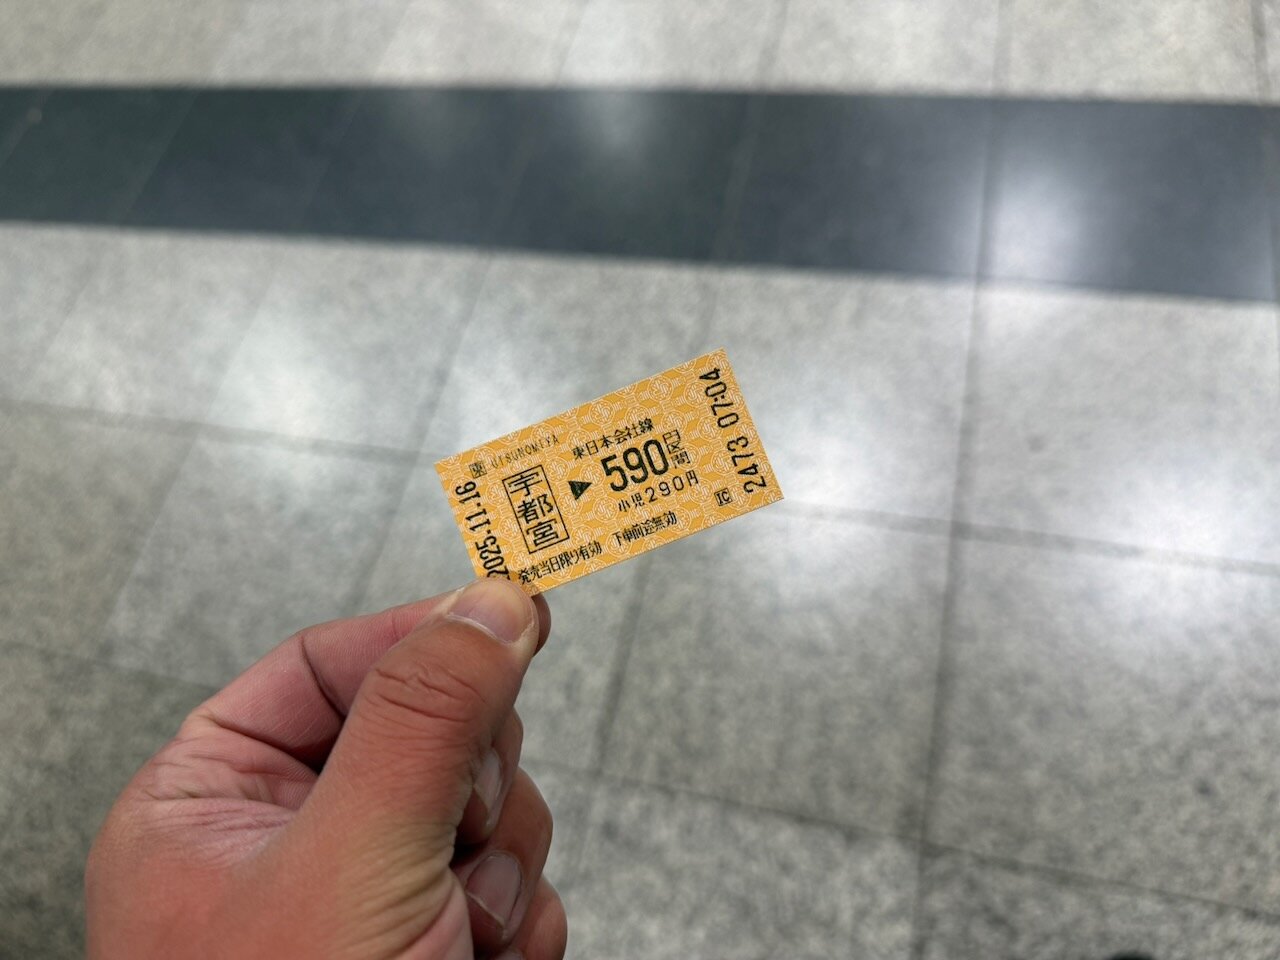 東 UTSUNOMIYA
2025.-11.-16
宇都宮
東日本会社線
▶ 590円区間
小児290円
発売当日限り有効 下車前途無効
IC
2473 07:04